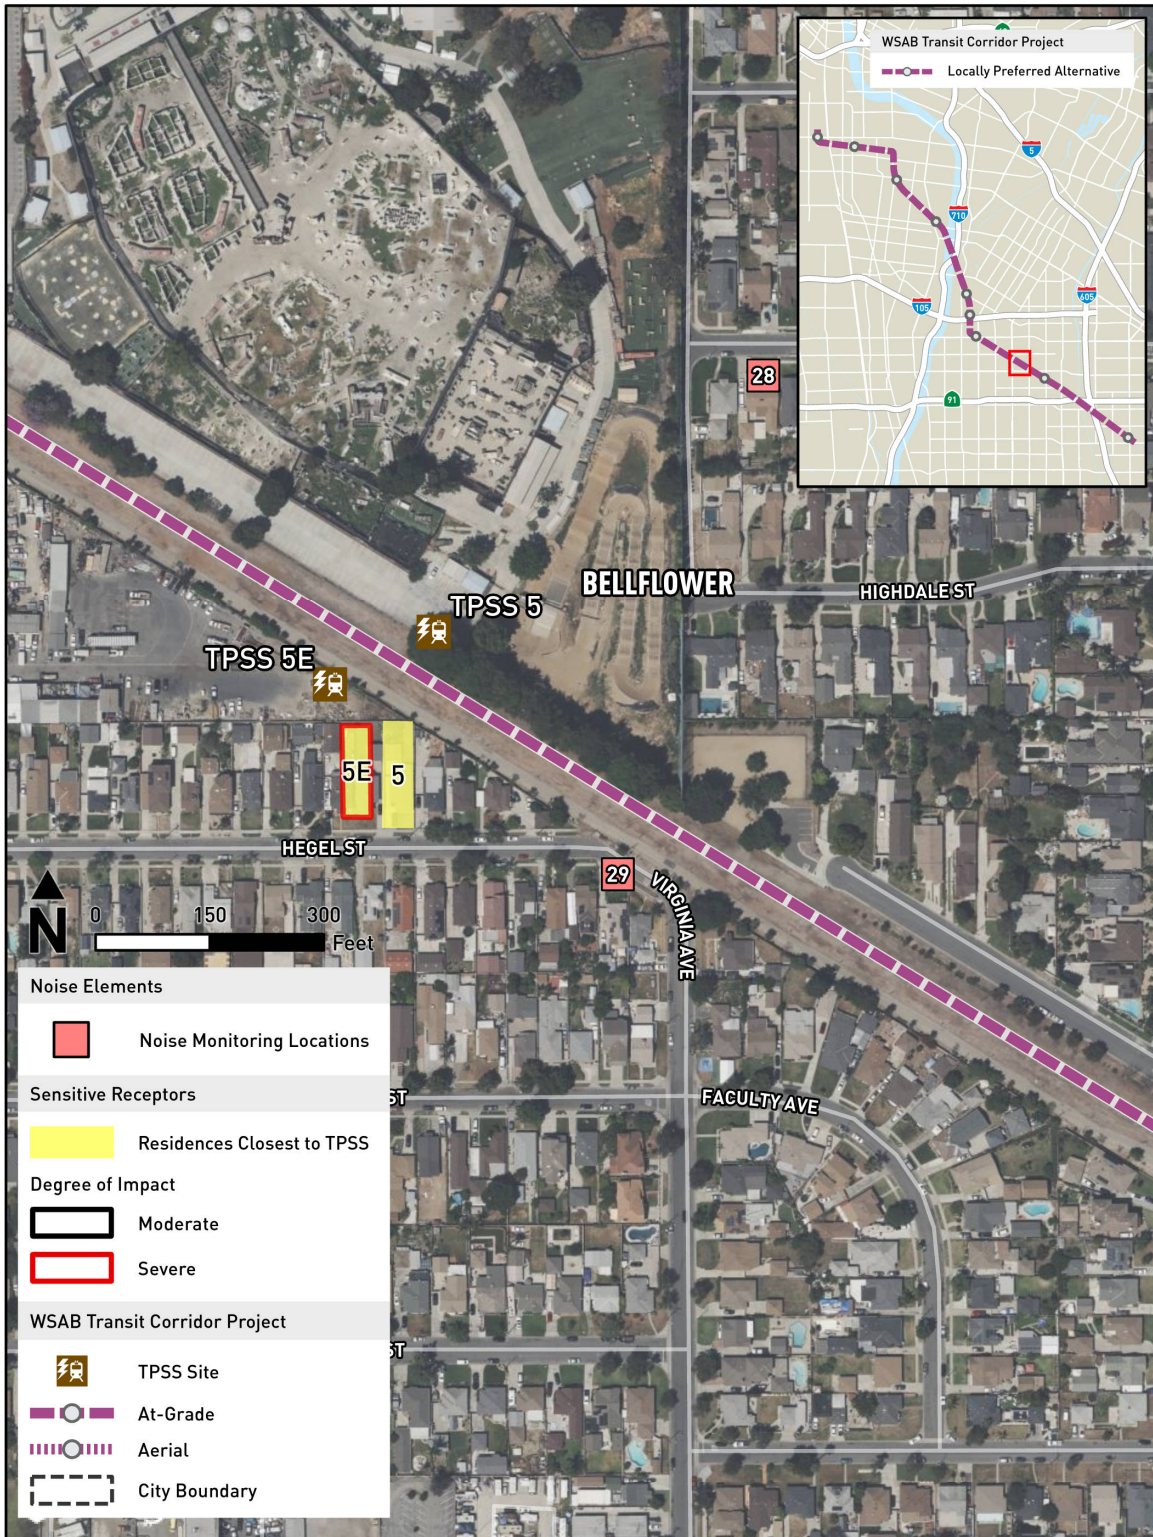 WSAB Transit Corridor Project
Locally Preferred Alternative
5
710
105
605
91
28
BELLFLOWER
HIGHDALE ST
TPSS 5
TPSS 5E
5E
5
HEGEL ST
29
VIRGINIA AVE
N
0 150 300
Feet
Noise Elements
Noise Monitoring Locations
Sensitive Receptors
Residences Closest to TPSS
Degree of Impact
Moderate
Severe
WSAB Transit Corridor Project
TPSS Site
At-Grade
Aerial
City Boundary
ST
FACULTY AVE
ST